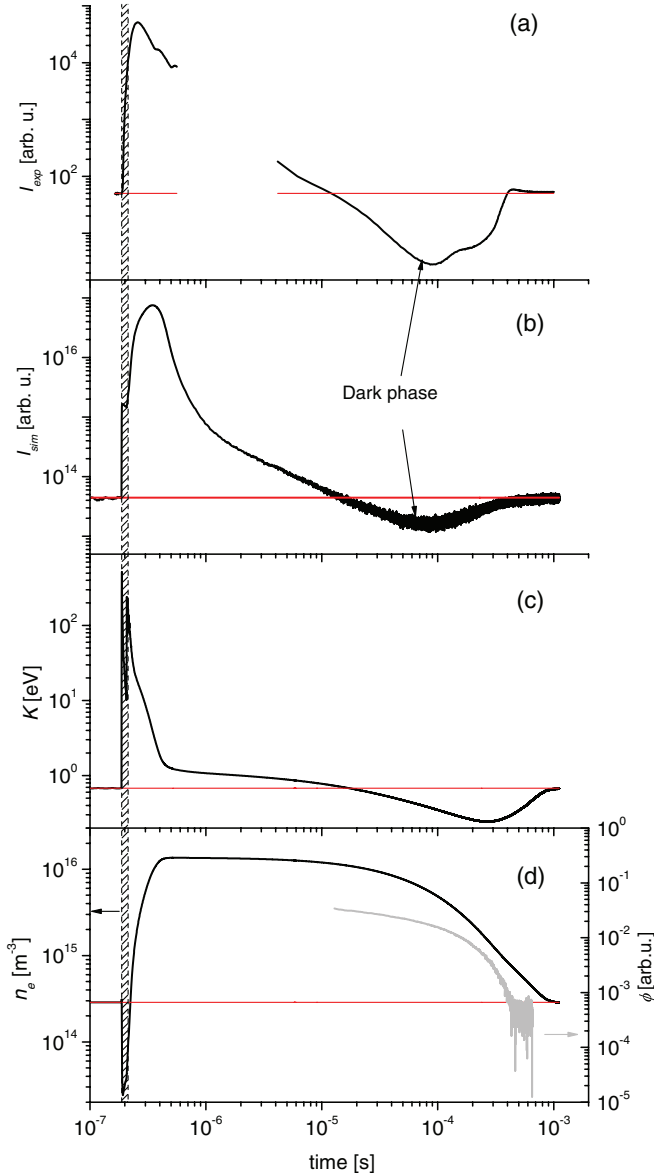 (a)
10^4
10^2
I_exp [arb. u.]
(b)
10^16
10^14
I_sim [arb. u.]
Dark phase
(c)
10^2
10^1
10^0
K [eV]
(d)
10^16
10^15
10^14
n_e [m^-3]
10^0
10^-1
10^-2
10^-3
10^-4
10^-5
ϕ [arb.u.]
10^-7
10^-6
10^-5
10^-4
10^-3
time [s]